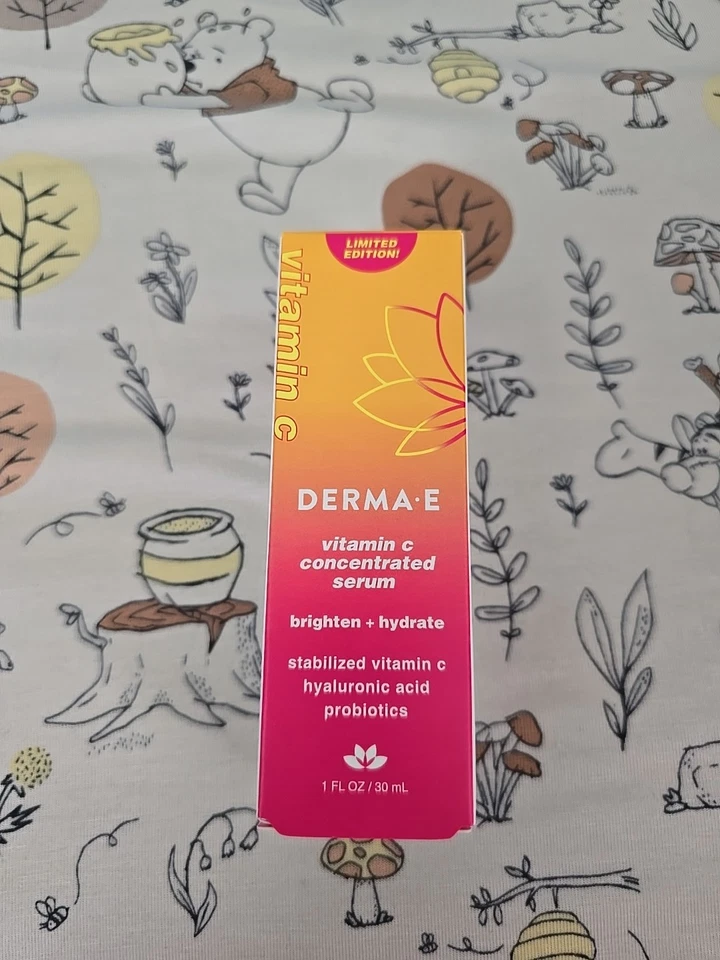 LIMITED
EDITION!
vitamin c
DERMA·E
vitamin c
concentrated
serum
brighten + hydrate
stabilized vitamin c
hyaluronic acid
probiotics
1 FL OZ / 30 mL